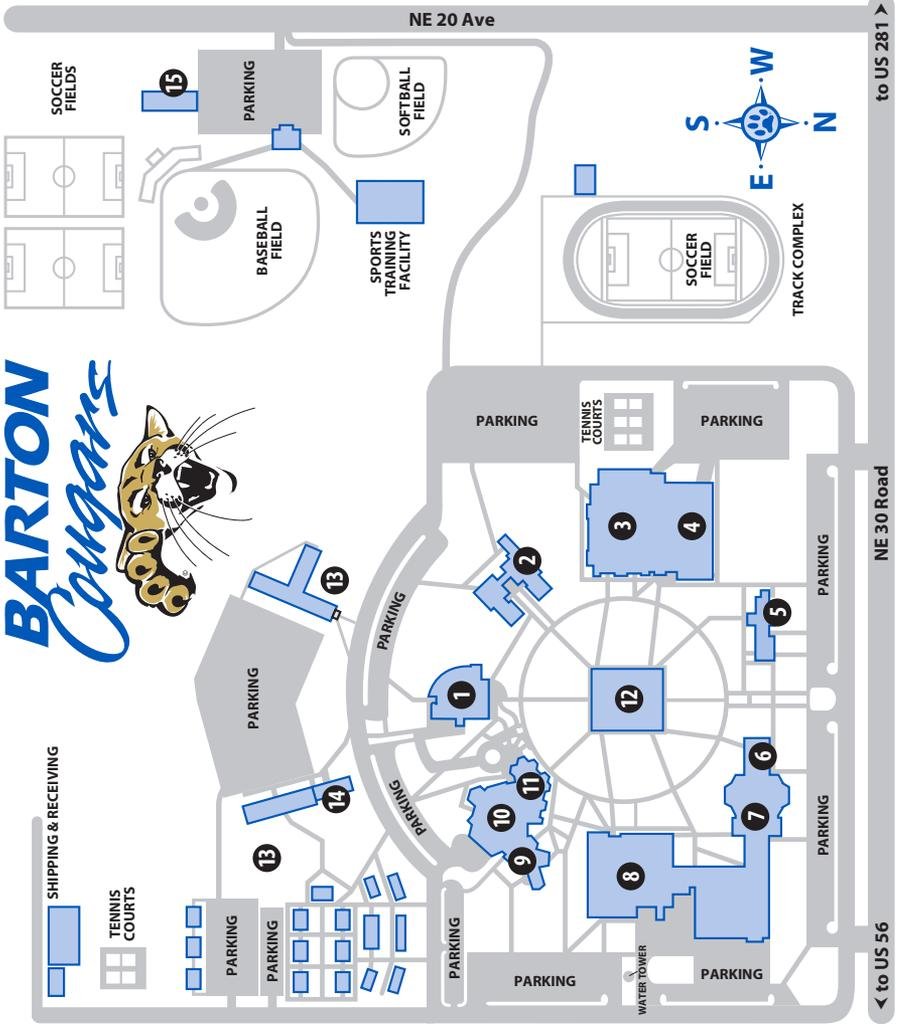 NE 20 Ave
to US 281
SOCCER
FIELDS
15
PARKING
SOFTBALL
FIELD
W
S
N
E
BASEBALL
FIELD
SPORTS
TRAINING
FACILITY
SOCCER
FIELD
TRACK COMPLEX
BARTON
Cougars
PARKING
TENNIS
COURTS
PARKING
3
4
NE 30 Road
2
13
PARKING
PARKING
5
PARKING
1
12
SHIPPING & RECEIVING
6
11
14
PARKING
10
7
PARKING
13
9
8
TENNIS
COURTS
PARKING
PARKING
PARKING
PARKING
WATER TOWER
PARKING
to US 56